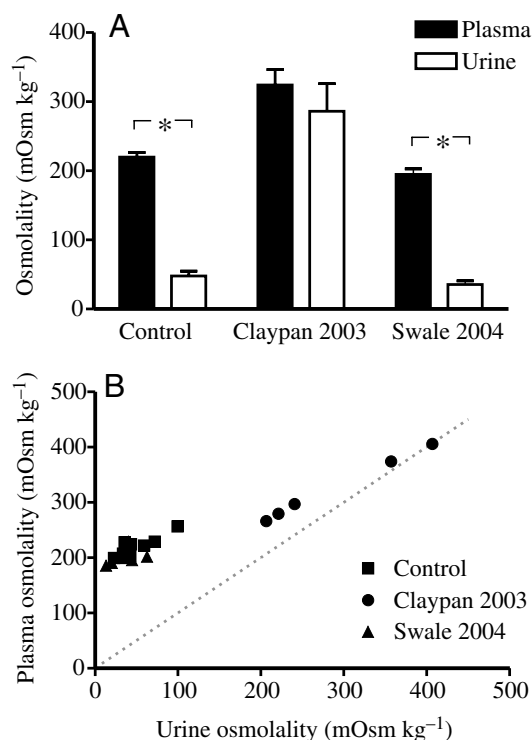 A
Plasma
Urine
Osmolality (mOsm kg⁻¹)
400
300
200
100
0
*
*
Control
Claypan 2003
Swale 2004
B
Plasma osmolality (mOsm kg⁻¹)
500
400
300
200
100
0
Control
Claypan 2003
Swale 2004
0
100
200
300
400
500
Urine osmolality (mOsm kg⁻¹)